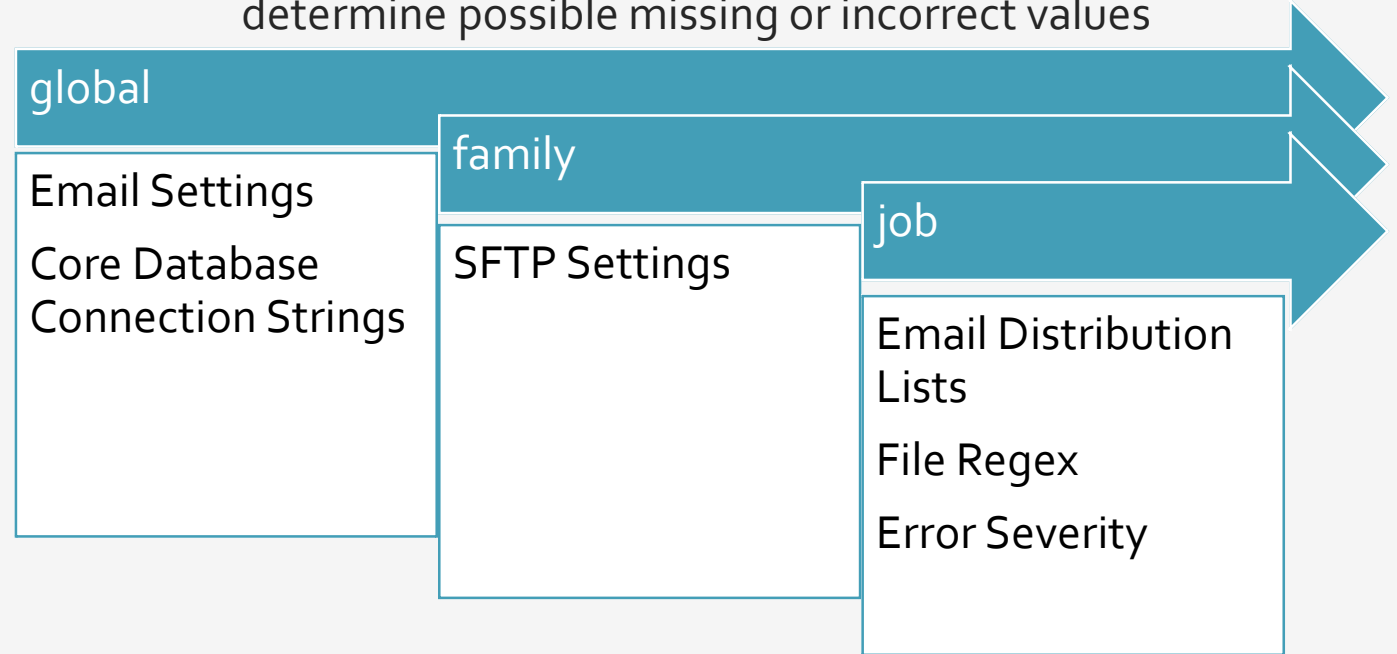 determine possible missing or incorrect values
global
family
job
Email Settings
Core Database
Connection Strings
SFTP Settings
Email Distribution
Lists
File Regex
Error Severity